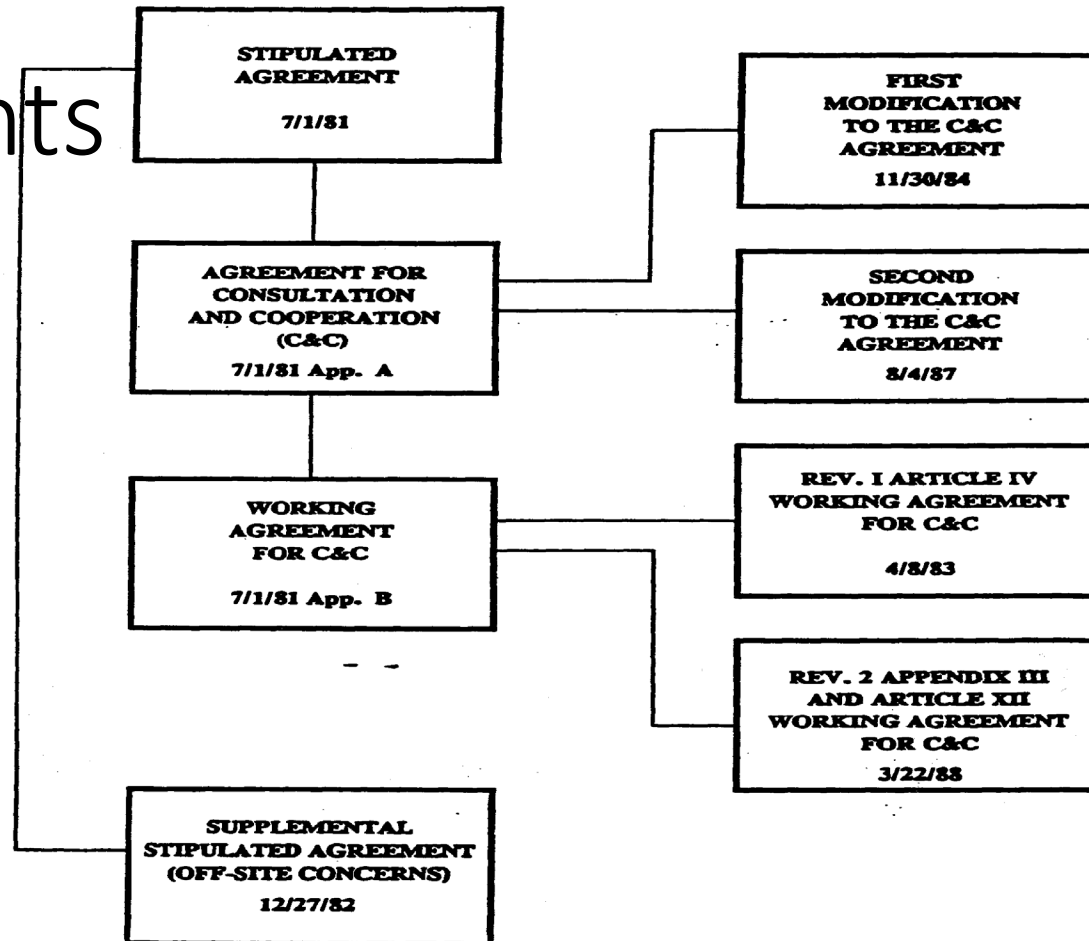 nts
STIPULATED
AGREEMENT
7/1/81
AGREEMENT FOR
CONSULTATION
AND COOPERATION
(C&C)
7/1/81 App. A
WORKING
AGREEMENT
FOR C&C
7/1/81 App. B
SUPPLEMENTAL
STIPULATED AGREEMENT
(OFF-SITE CONCERNS)
12/27/82
FIRST
MODIFICATION
TO THE C&C
AGREEMENT
11/30/84
SECOND
MODIFICATION
TO THE C&C
AGREEMENT
8/4/87
REV. I ARTICLE IV
WORKING AGREEMENT
FOR C&C
4/8/83
REV. 2 APPENDIX III
AND ARTICLE XII
WORKING AGREEMENT
FOR C&C
3/22/88